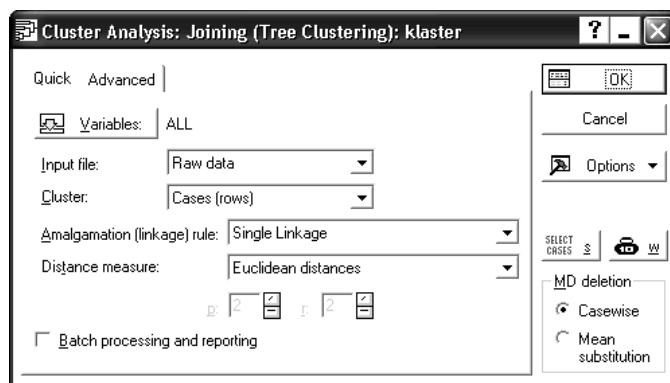 Cluster Analysis: Joining (Tree Clustering): klaster
? _ X
Quick Advanced
OK
Variables: ALL
Cancel
Input file: Raw data
Options
Cluster: Cases (rows)
Amalgamation (linkage) rule: Single Linkage
SELECT CASES S W
Distance measure: Euclidean distances
p: 2 r: 2
MD deletion
Casewise
Mean
substitution
Batch processing and reporting